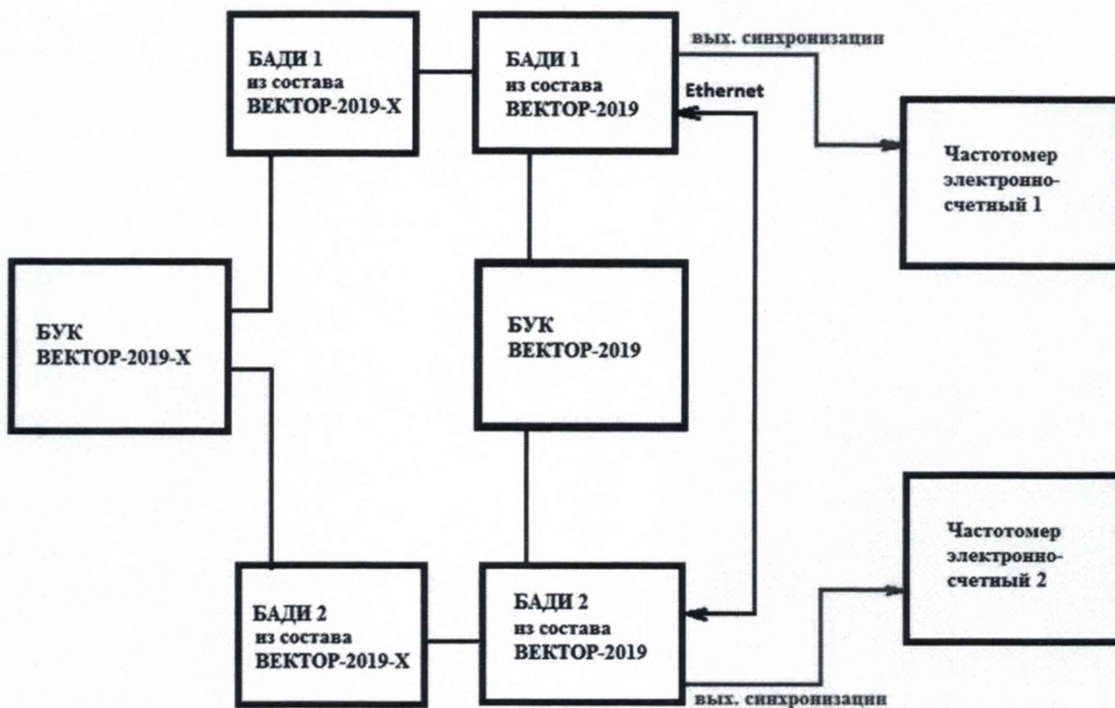 БАДИ 1
из состава
ВЕКТОР-2019-Х
БАДИ 1
из состава
ВЕКТОР-2019
вых. синхронизации
Ethernet
Частотомер
электронно-
счетный 1
БУК
ВЕКТОР-2019-Х
БУК
ВЕКТОР-2019
БАДИ 2
из состава
ВЕКТОР-2019-Х
БАДИ 2
из состава
ВЕКТОР-2019
Частотомер
электронно-
счетный 2
вых. синхронизации